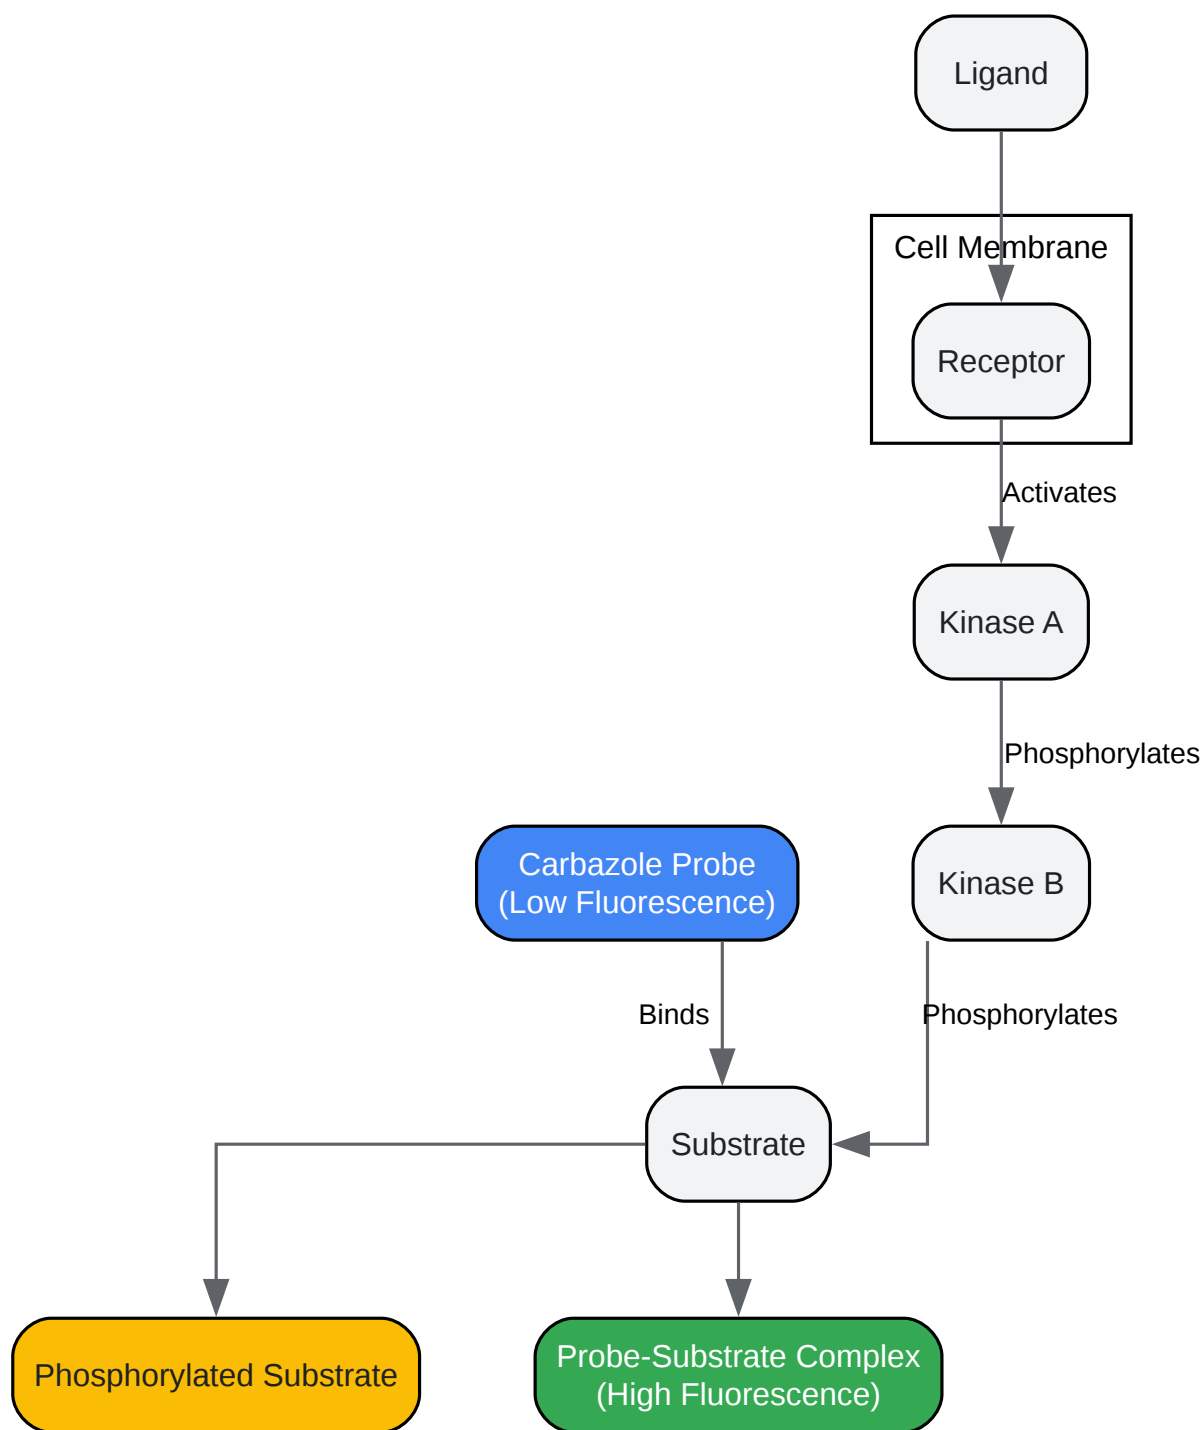 Ligand
Cell Membrane
Receptor
Activates
Kinase A
Phosphorylates
Carbazole Probe
(Low Fluorescence)
Kinase B
Binds
Phosphorylates
Substrate
Phosphorylated Substrate
Probe-Substrate Complex
(High Fluorescence)